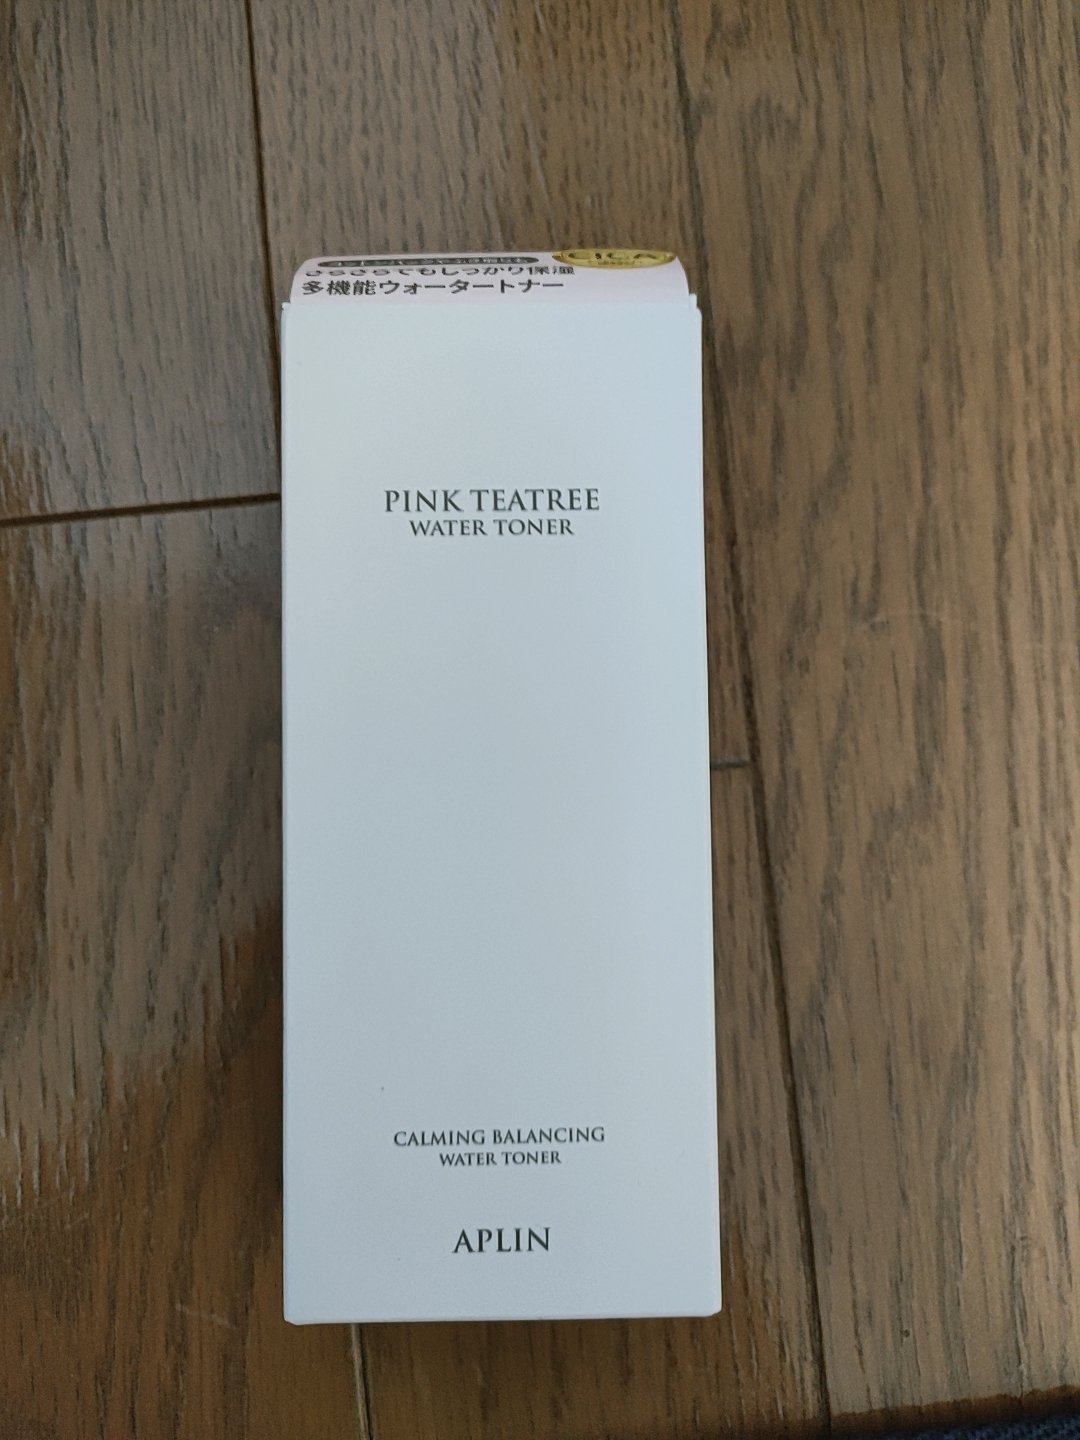 CICA
さらさらでもしっかり保湿
多機能ウォータートナー
PINK TEATREE
WATER TONER
CALMING BALANCING
WATER TONER
APLIN